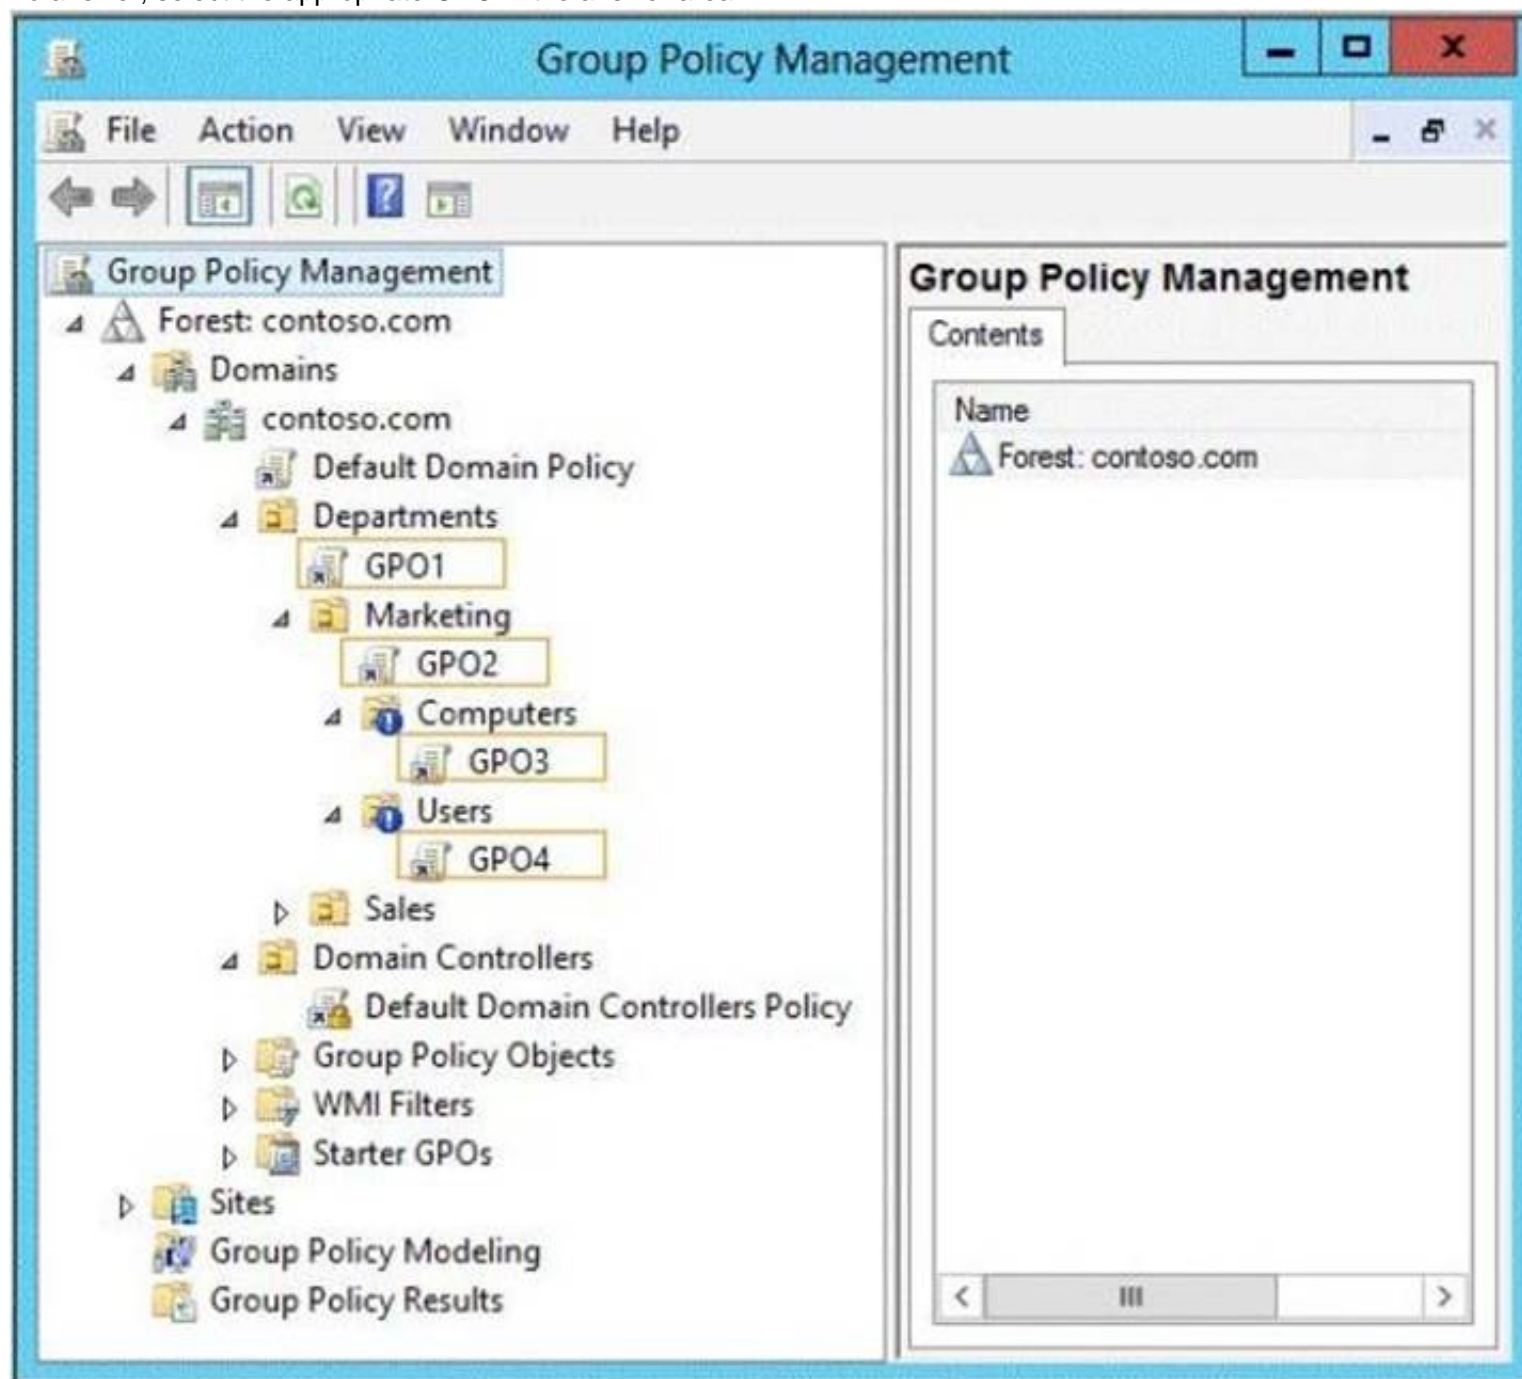 Group Policy Management
File Action View Window Help
Group Policy Management
Forest: contoso.com
Domains
contoso.com
Default Domain Policy
Departments
GPO1
Marketing
GPO2
Computers
GPO3
Users
GPO4
Sales
Domain Controllers
Default Domain Controllers Policy
Group Policy Objects
WMI Filters
Starter GPOs
Sites
Group Policy Modeling
Group Policy Results
Group Policy Management
Contents
Name
Forest: contoso.com